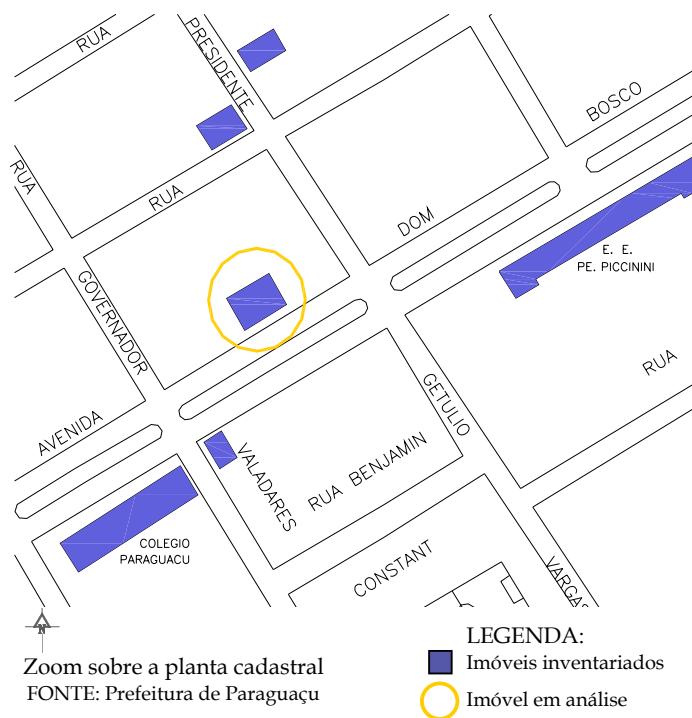 RUA
PRESIDENTE
BOSCO
RUA
RUA
DOM
E. E.
PE. PICCININI
GOVERNADOR
RUA
GETULIO
AVENIDA
VALADARES
RUA BENJAMIN
COLEGIO
PARAGUACU
CONSTANT
VARGAS
N
LEGENDA:
Zoom sobre a planta cadastral
Imóveis inventariados
FONTE: Prefeitura de Paraguaçu
Imóvel em análise